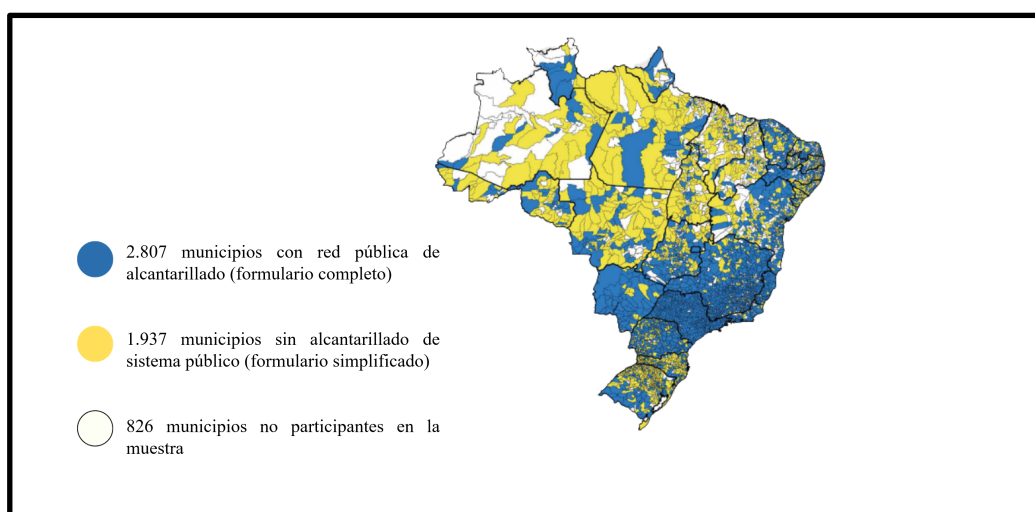 2.807 municipios con red pública de
alcantarillado (formulario completo)
1.937 municipios sin alcantarillado de
sistema público (formulario simplificado)
826 municipios no participantes en la
muestra